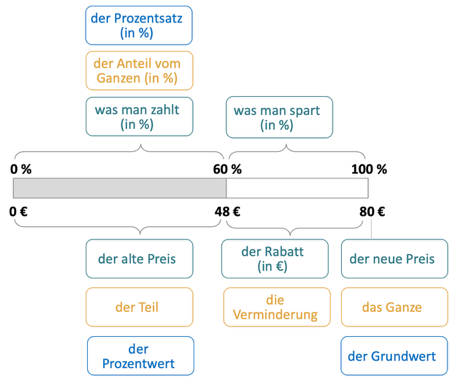 der Prozentsatz
(in %)
der Anteil vom
Ganzen (in %)
was man zahlt
(in %)
was man spart
(in %)
0 %
60 %
100 %
0 €
48 €
80 €
der alte Preis
der Rabatt
(in €)
der neue Preis
der Teil
die
Verminderung
das Ganze
der
Prozentwert
der Grundwert